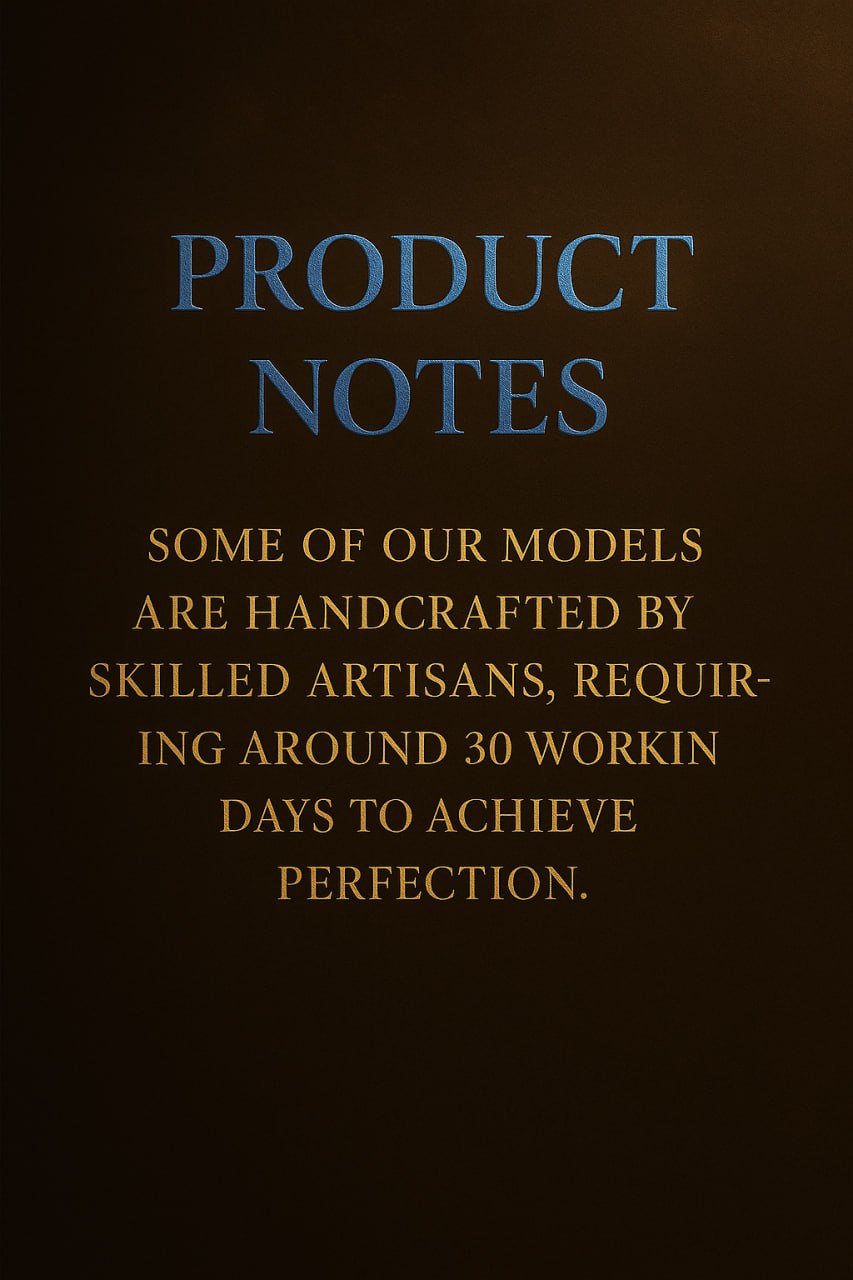 PRODUCT
NOTES
SOME OF OUR MODELS
ARE HANDCRAFTED BY
SKILLED ARTISANS, REQUIR-
ING AROUND 30 WORKIN
DAYS TO ACHIEVE
PERFECTION.